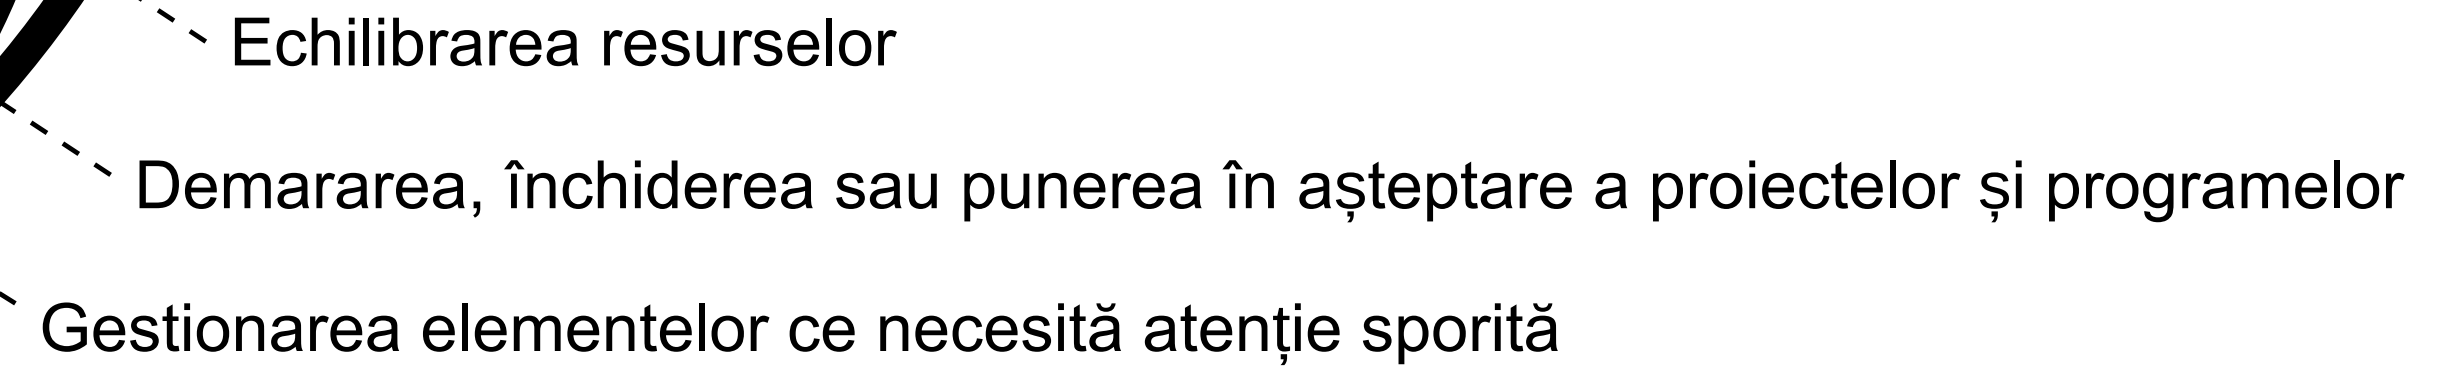 Echilibrarea resurselor
Demararea, închiderea sau punerea în așteptare a proiectelor și programelor
Gestionarea elementelor ce necesită atenție sporită